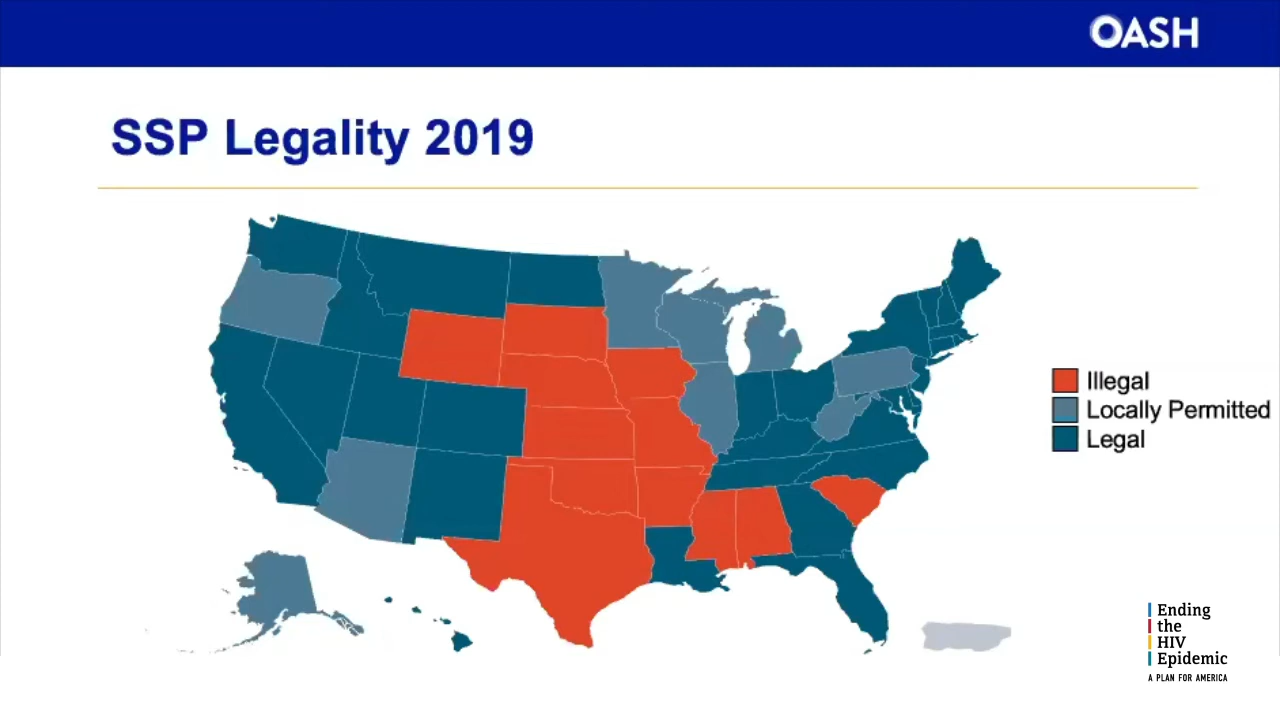 OASH
SSP Legality 2019
Illegal
Locally Permitted
Legal
Ending
the
HIV
Epidemic
A PLAN FOR AMERICA